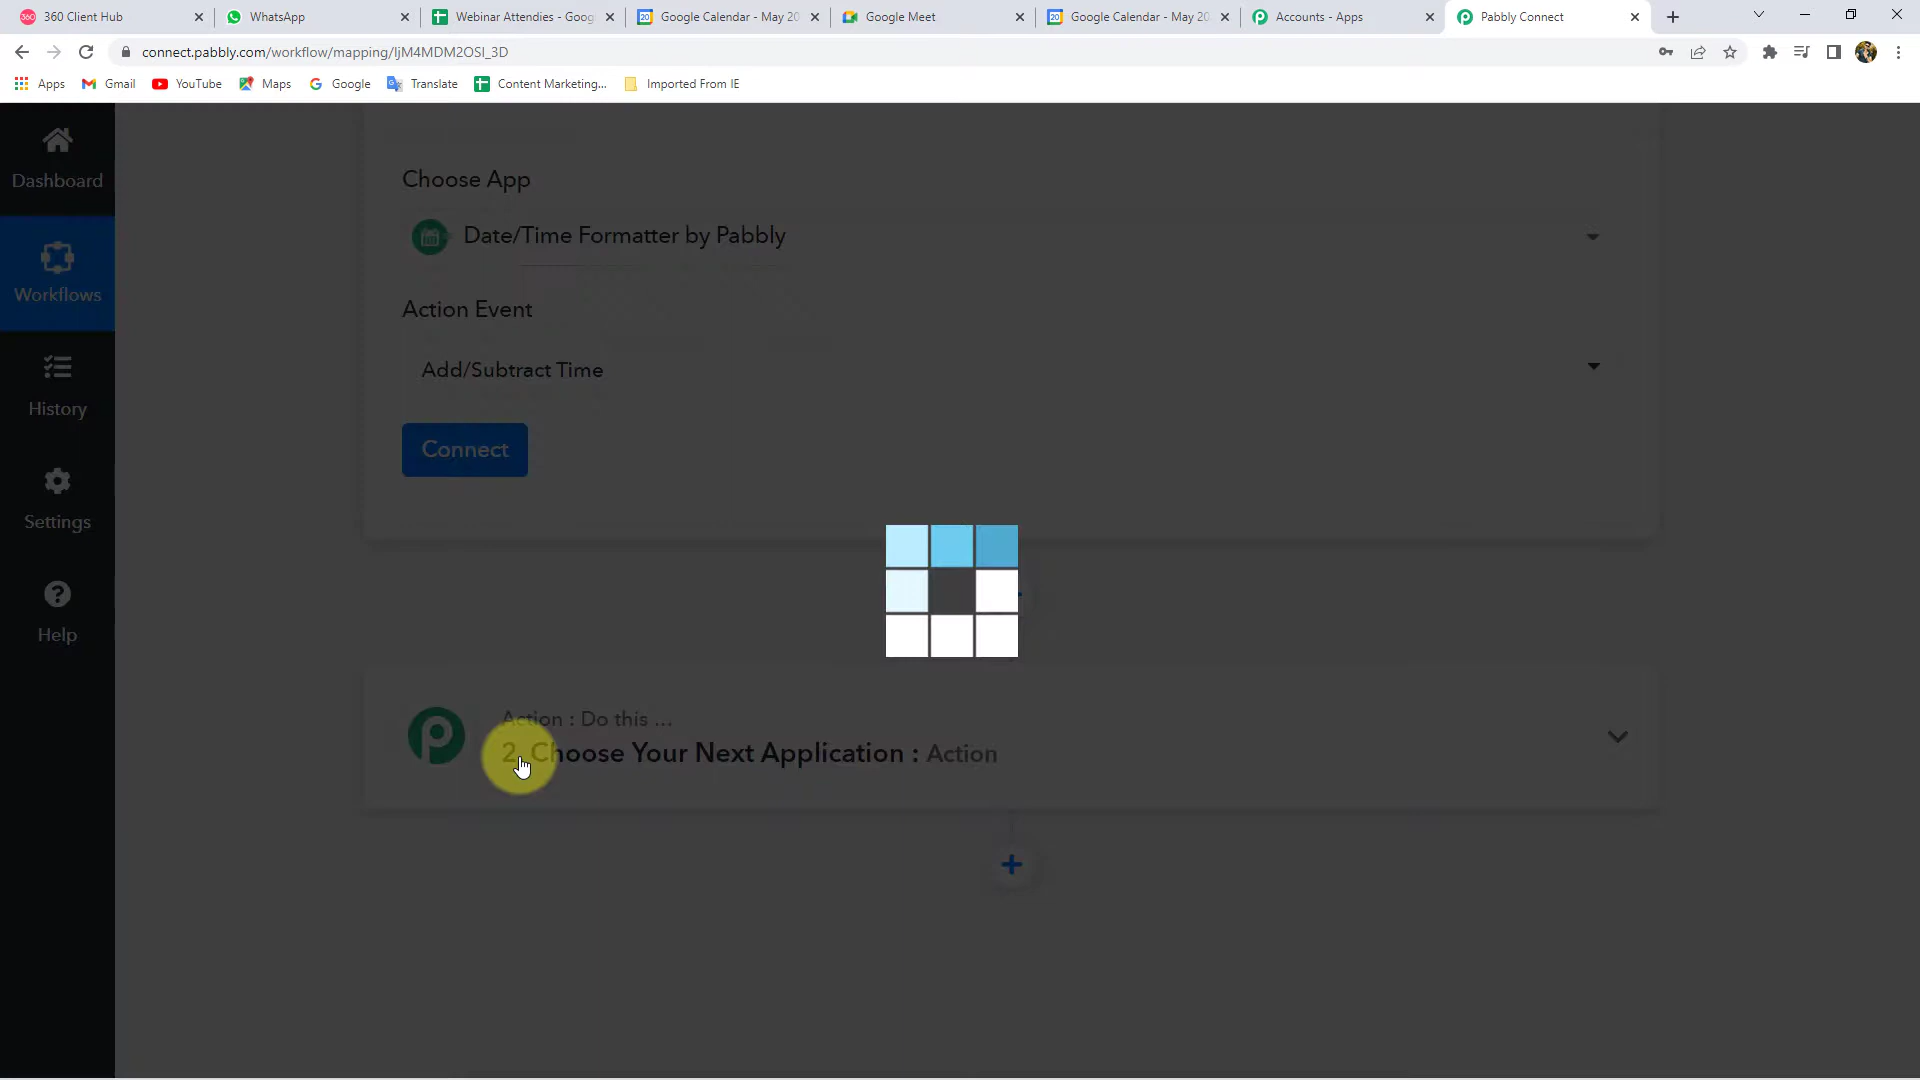 360 Client Hub
WhatsApp
Webinar Attendies - Goog
Google Calendar - May 20
Google Meet
Google Calendar - May 20
Accounts - Apps
Pabbly Connect
connect.pabbly.com/workflow/mapping/IjM4MDM2OSI_3D
Apps
Gmail
YouTube
Maps
Google
Translate
Content Marketing...
Imported From IE
Dashboard
Workflows
History
Settings
Help
Choose App
Date/Time Formatter by Pabbly
Action Event
Add/Subtract Time
Connect
Action : Do this ...
2. Choose Your Next Application : Action